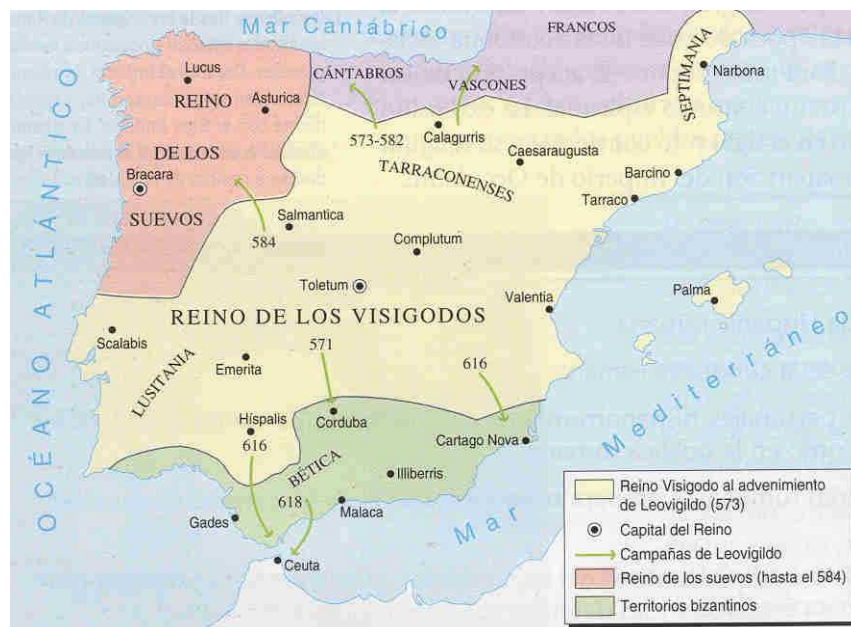 Mar Cantábrico
FRANCOS
CÁNTABROS
VASCONES
SEPTIMANIA
Narbona
Lucus
REINO
Asturica
573-582
Calagurris
Caesaraugusta
TARRACONENSES
Barcino
Tarraco
DE LOS
Bracara
SUEVOS
584
Salmantica
Complutum
Toletum
OCÉANO ATLÁNTICO
Valentia
Palma
REINO DE LOS VISIGODOS
Scalabis
LUSITANIA
Emerita
571
616
Híspalis
616
Corduba
Cartago Nova
BÉTICA
Illiberris
618
Malaca
Gades
Ceuta
Mar Mediterráneo
Reino Visigodo al advenimiento
de Leovigildo (573)
Capital del Reino
Campañas de Leovigildo
Reino de los suevos (hasta el 584)
Territorios bizantinos